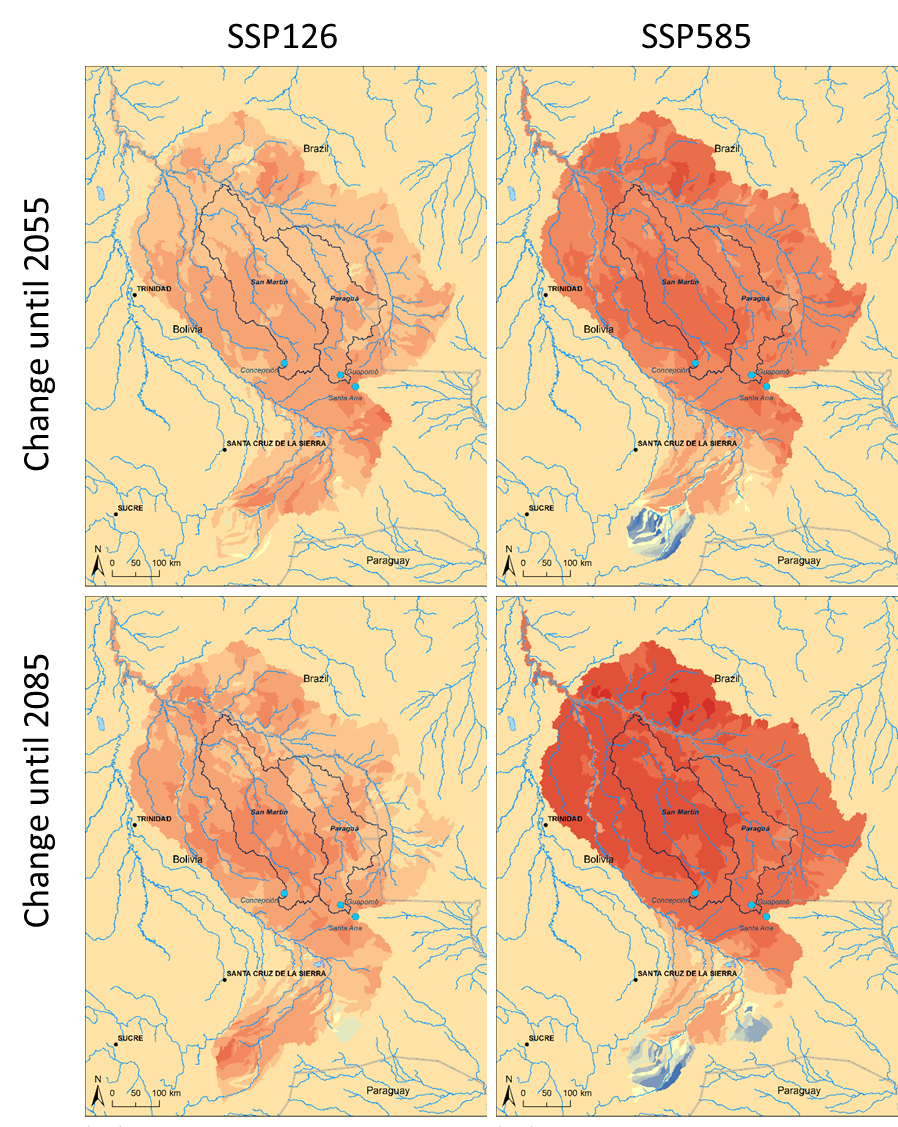 SSP126
SSP585
Change until 2055
Brazil
San Martín
Paraguá
TRINIDAD
Bolivia
Concepción
Guapomó
Santa Ana
SANTA CRUZ DE LA SIERRA
SUCRE
N
0 50 100 km
Paraguay
Brazil
San Martín
Paraguá
TRINIDAD
Bolivia
Concepción
Guapomó
Santa Ana
SANTA CRUZ DE LA SIERRA
SUCRE
N
0 50 100 km
Paraguay
Change until 2085
Brazil
San Martín
Paraguá
TRINIDAD
Bolivia
Concepción
Guapomó
Santa Ana
SANTA CRUZ DE LA SIERRA
SUCRE
N
0 50 100 km
Paraguay
Brazil
San Martín
Paraguá
TRINIDAD
Bolivia
Concepción
Guapomó
Santa Ana
SANTA CRUZ DE LA SIERRA
SUCRE
N
0 50 100 km
Paraguay